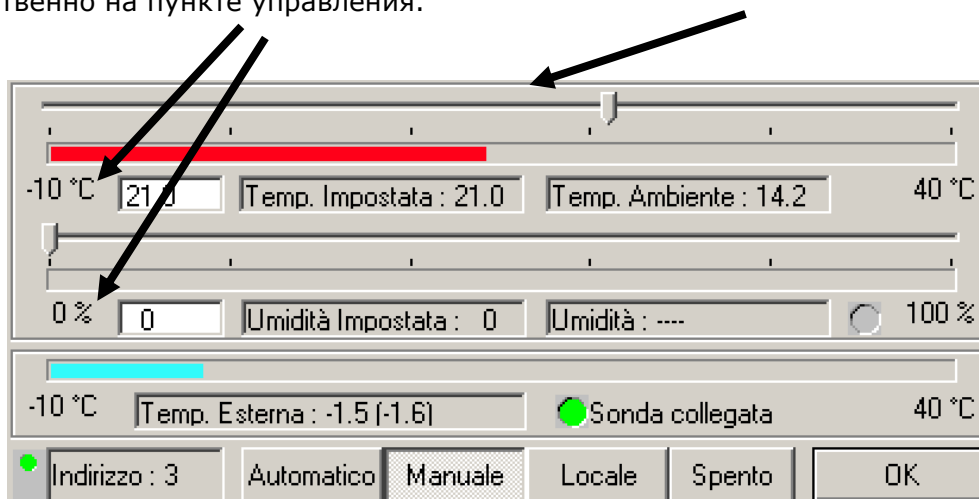 твенно на пункте управления.
-10 °C 21.0 Temp. Impostata : 21.0 Temp. Ambiente : 14.2 40 °C
0 % 0 Umidità Impostata : 0 Umidità : ---- 100 %
-10 °C Temp. Esterna : -1.5 (-1.6) Sonda collegata 40 °C
Indirizzo : 3 Automatico Manuale Locale Spento OK